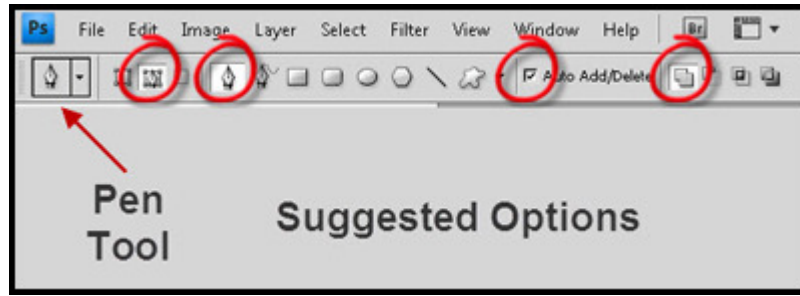 Ps File Edit Image Layer Select Filter View Window Help Br
Auto Add/Delete
Pen
Tool
Suggested Options